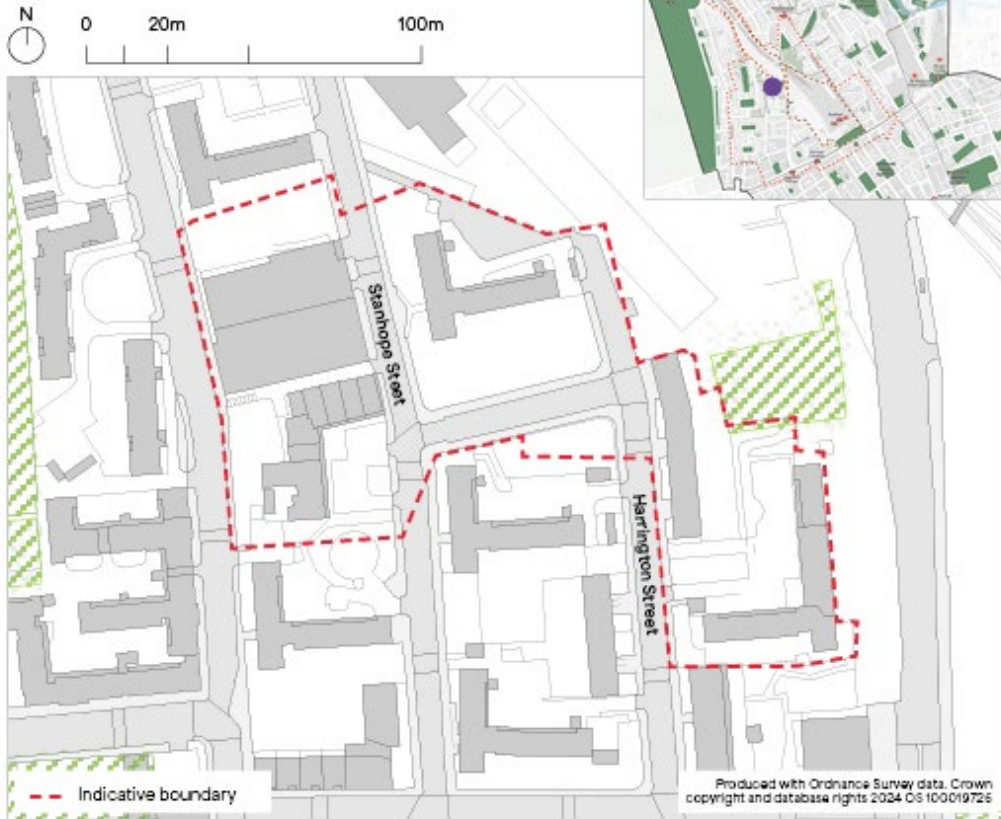 N
0 20m 100m
Stanhope Street
Harrington Street
Indicative boundary
Produced with Ordnance Survey data. Crown
copyright and database rights 2024 OS 100019726